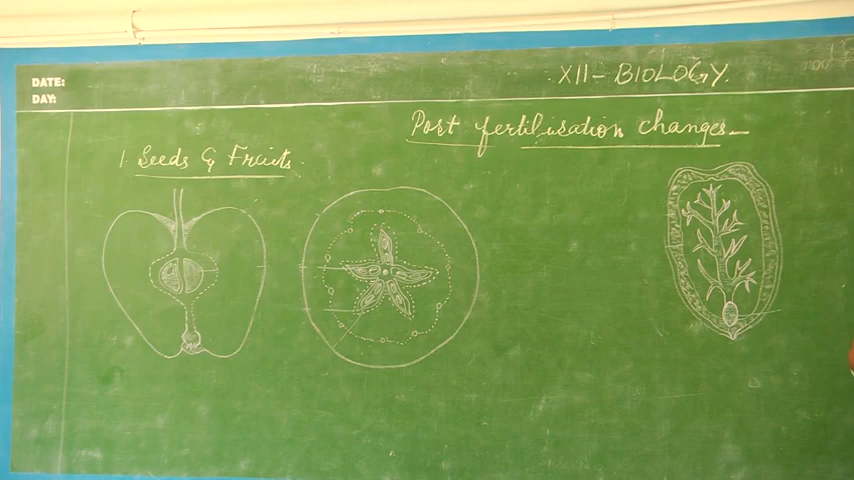 DATE:
DAY:
XII - BIOLOGY.
Post fertilisation changes
1. Seeds & Fruits.